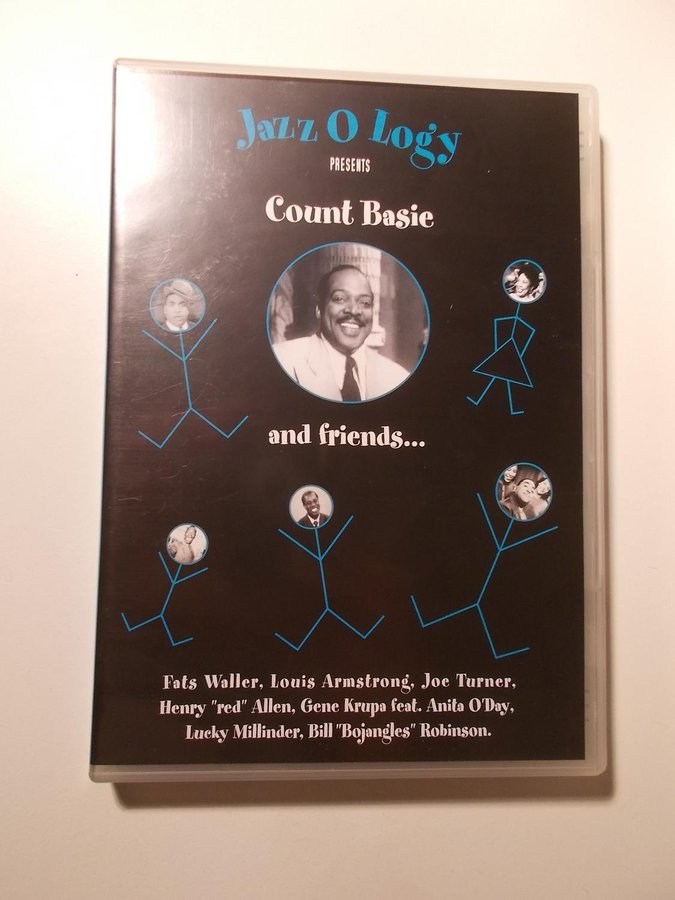 Jazz O Logy
PRESENTS
Count Basie
and friends...
Fats Waller, Louis Armstrong, Joe Turner,
Henry "red" Allen, Gene Krupa feat. Anita O'Day,
Lucky Millinder, Bill "Bojangles" Robinson.